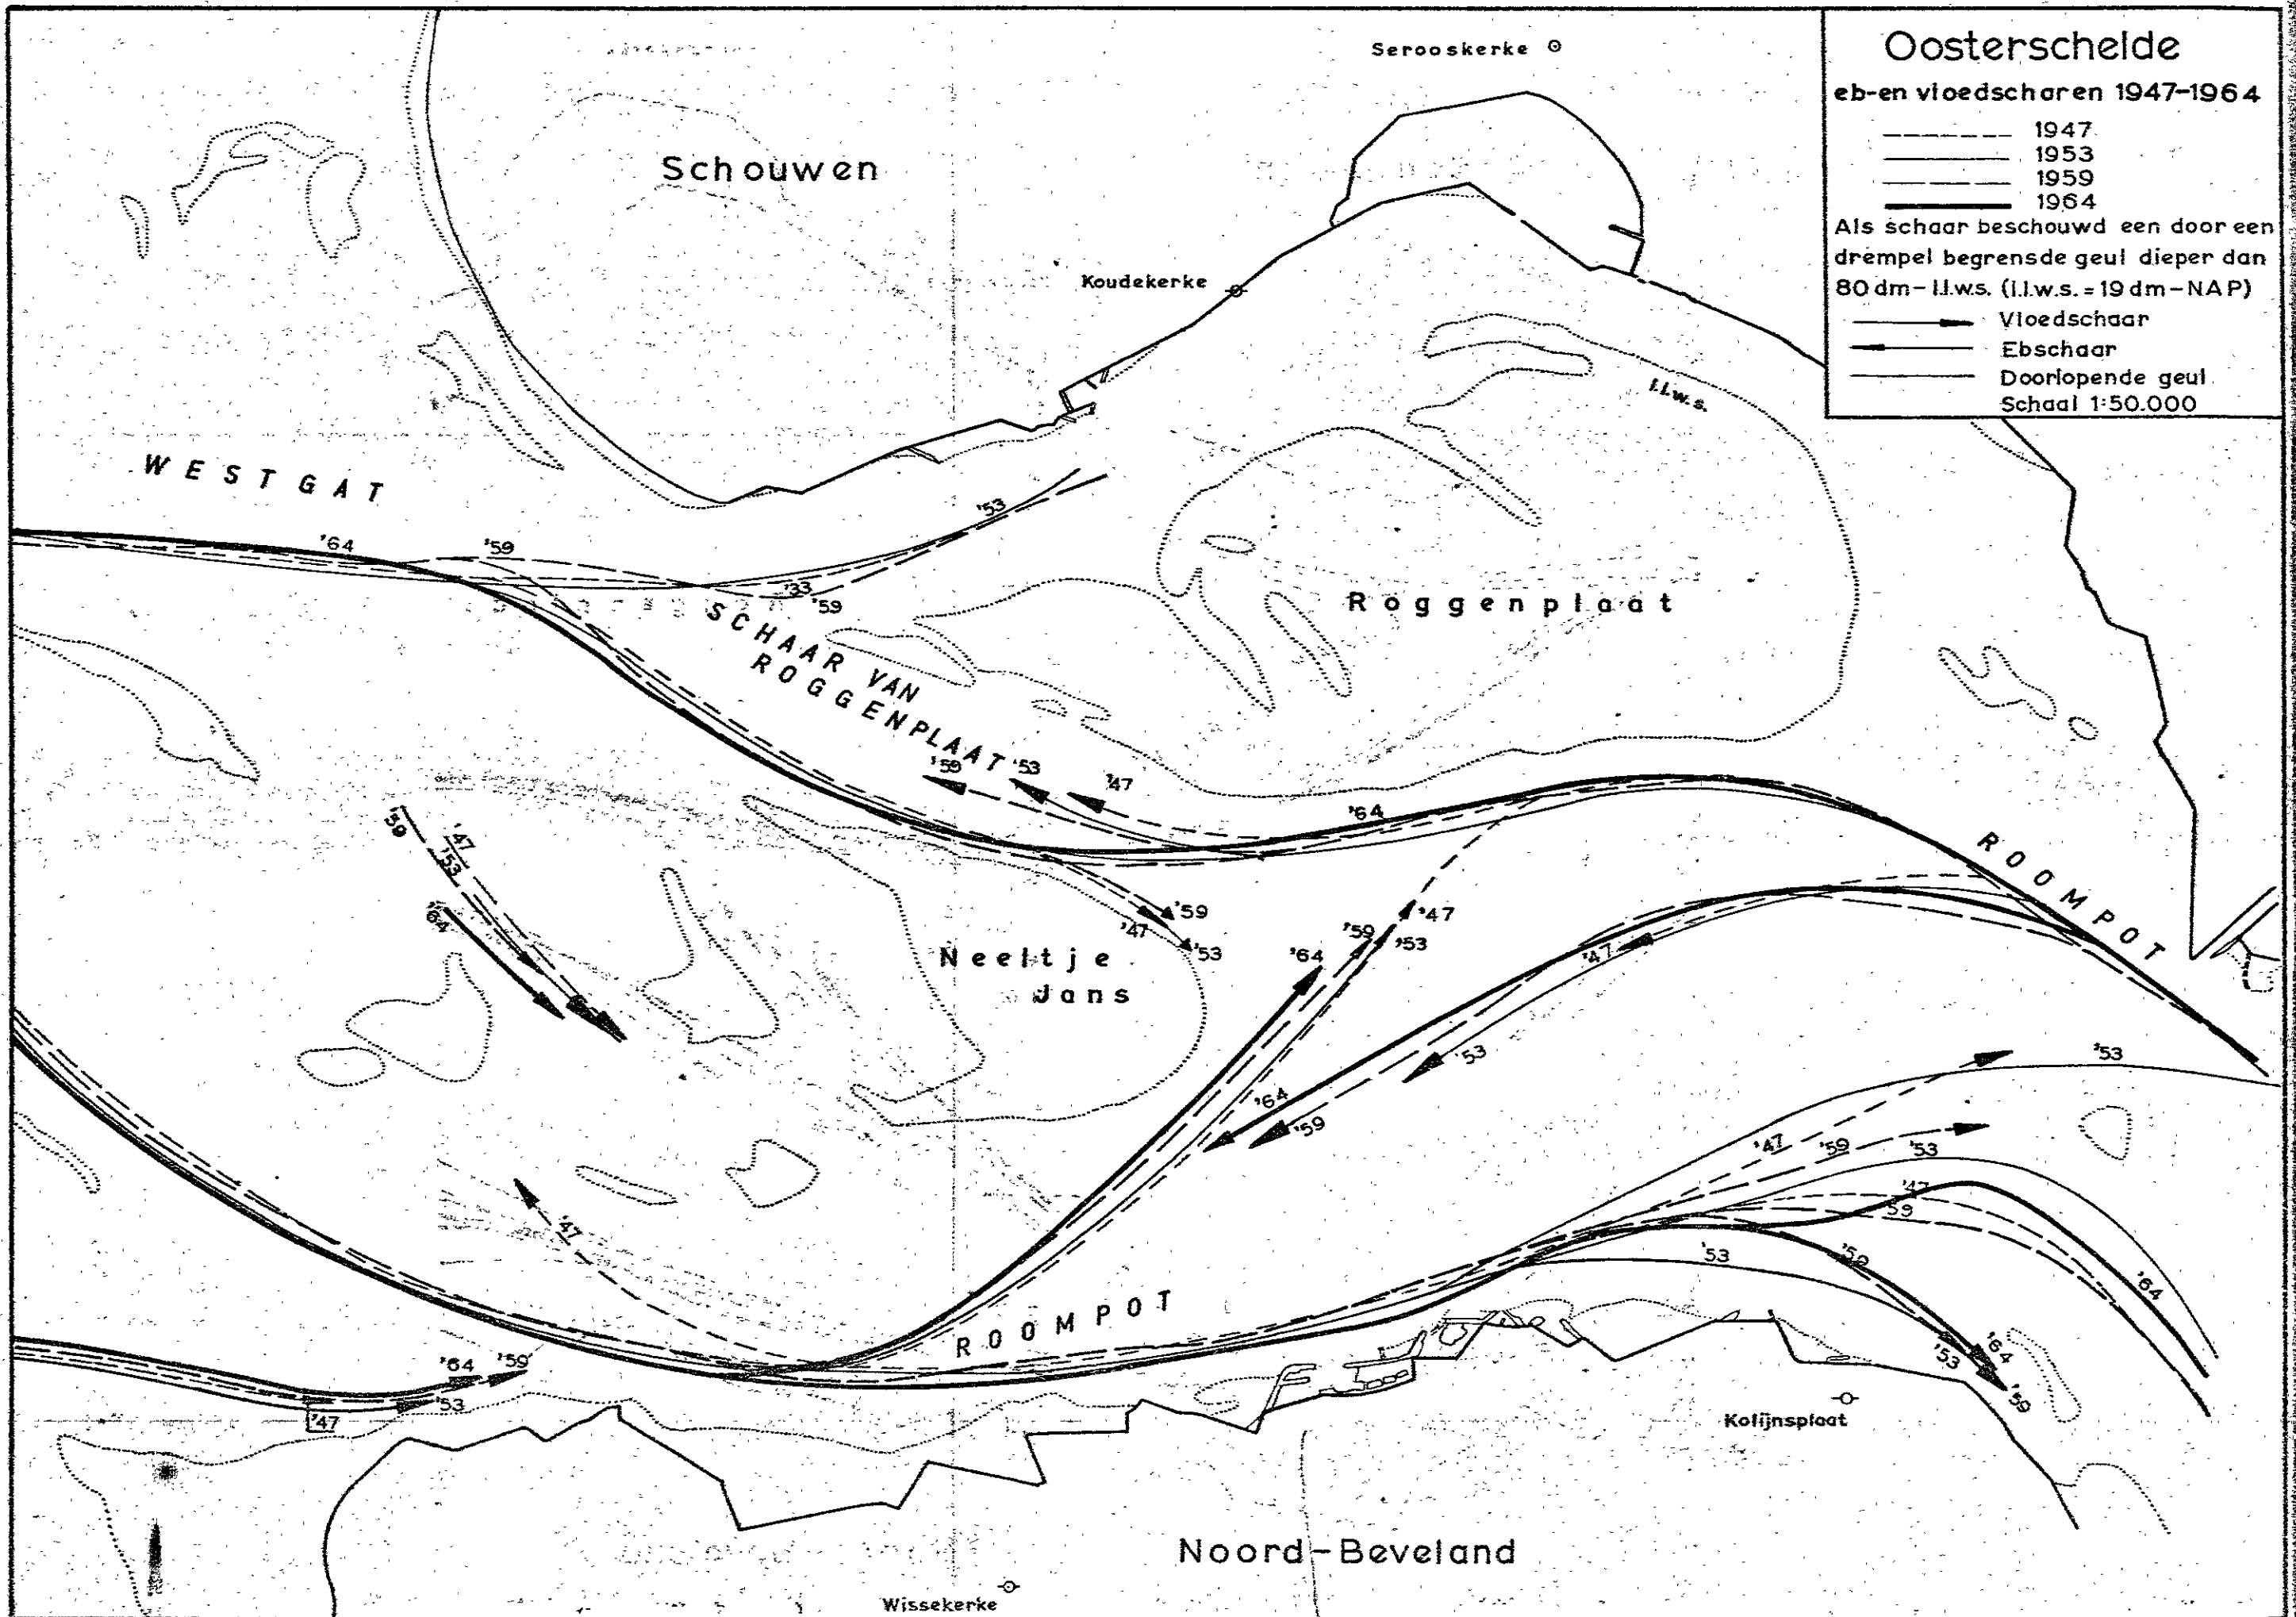 Oosterschelde
eb-en vloedscharen 1947-1964
1947
1953
1959
1964
Als schaar beschouwd een door een
drempel begrensde geul dieper dan
80 dm- l.l.w.s. (l.l.w.s. = 19 dm-NAP)
Vloedschaar
Ebschaar
Doorlopende geul
Schaal 1:50.000
Serooskerke
Schouwen
Koudekerke
l.l.w.s.
WESTGAT
'53
'64
'59
'33
'59
SCHAAR VAN
ROGGENPLAAT
Roggenplaat
'59
'53
'47
'64
'59
'47
'53
'64
ROOMPOT
'59
'47
'53
'47
'59
'53
'64
'47
'53
Neeltje
Jans
'53
'64
'59
'53
'47
'59
'53
'47
'59
'47
'53
'59
'64
ROOMPOT
'64
'59
'53
'47
'64
'53
'59
Kolijnsplaat
Noord-Beveland
Wissekerke